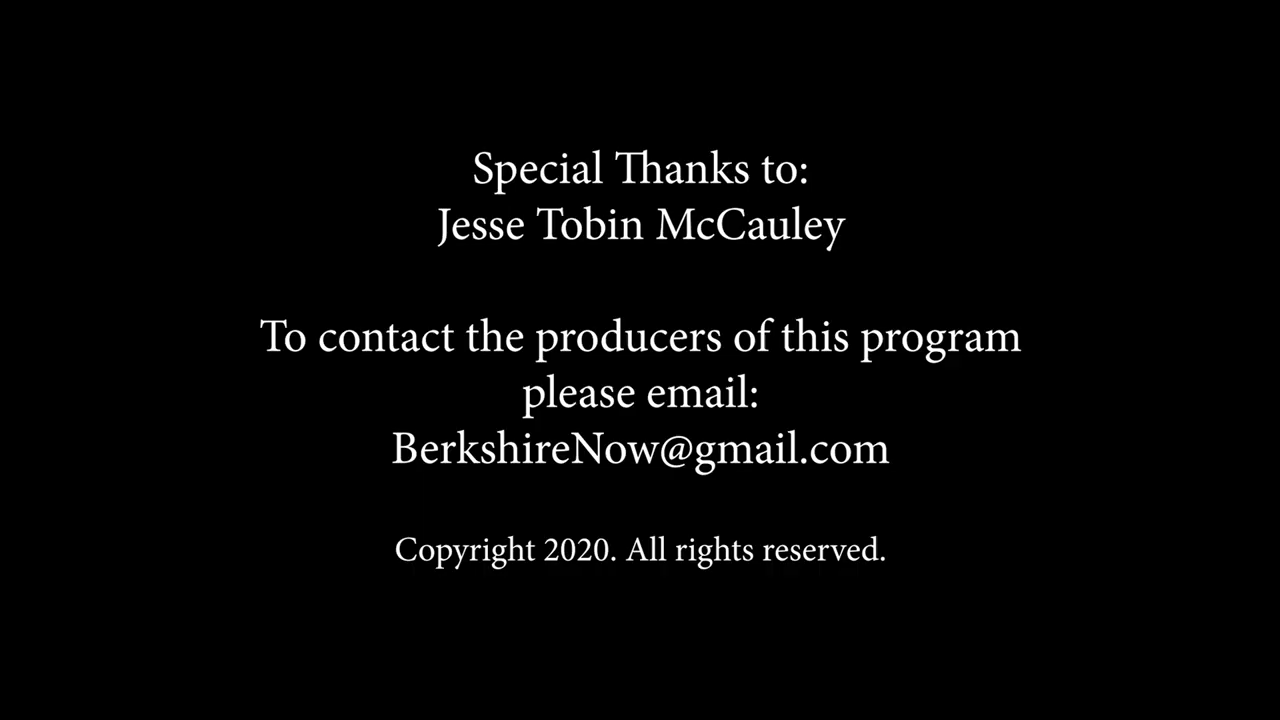 Special Thanks to:
Jesse Tobin McCauley
To contact the producers of this program
please email:
BerkshireNow@gmail.com
Copyright 2020. All rights reserved.